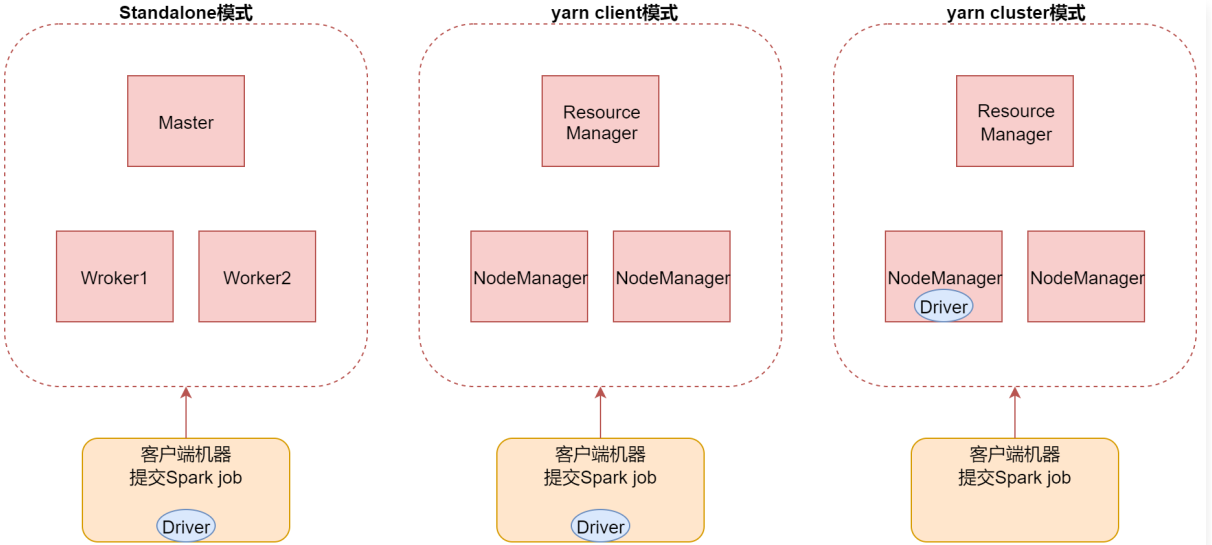 Standalone模式
Master
Wroker1
Worker2
客户端机器
提交Spark job
Driver
yarn client模式
Resource
Manager
NodeManager
NodeManager
客户端机器
提交Spark job
Driver
yarn cluster模式
Resource
Manager
NodeManager
Driver
NodeManager
客户端机器
提交Spark job